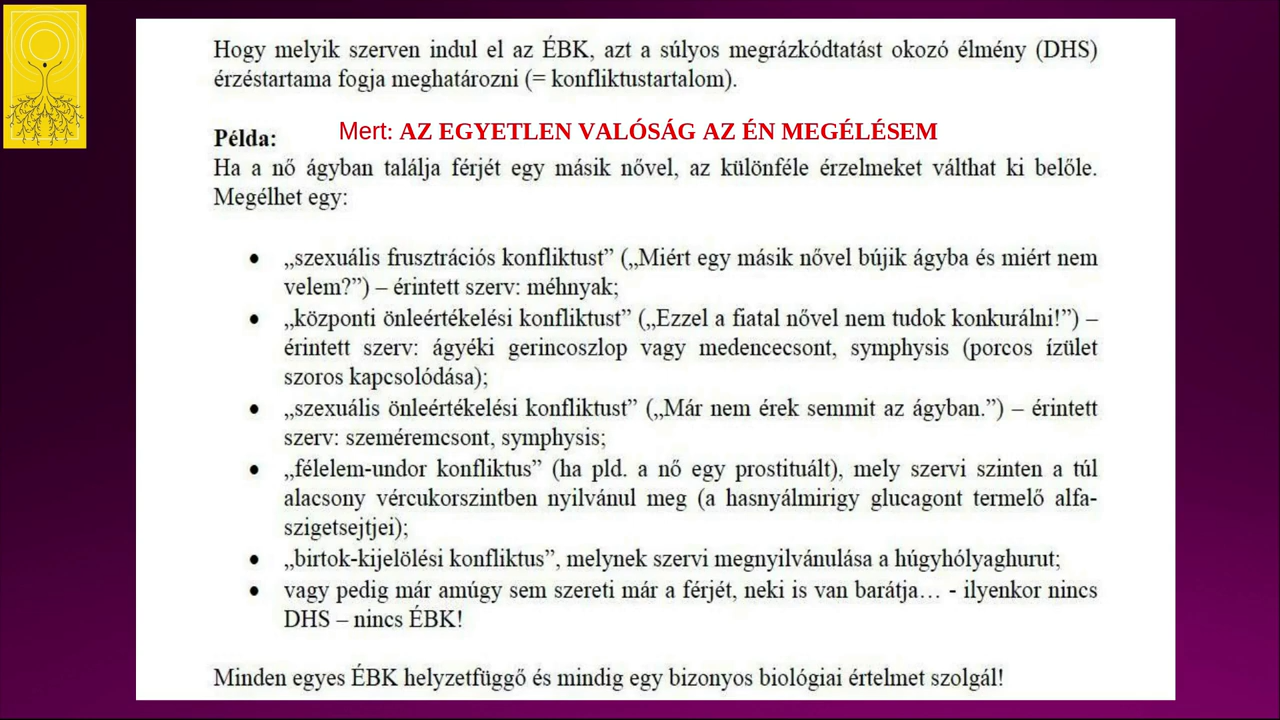 Hogy melyik szerven indul el az ÉBK, azt a súlyos megrázkódtatást okozó élmény (DHS)
érzéstartama fogja meghatározni (= konfliktustartalom).
Példa:
Mert: AZ EGYETLEN VALÓSÁG AZ ÉN MEGÉLÉSEM
Ha a nő ágyban találja férjét egy másik nővel, az különféle érzelmeket válthat ki belőle.
Megélhet egy:
● „szexuális frusztrációs konfliktust” („Miért egy másik nővel bújik ágyba és miért nem
velem?”) – érintett szerv: méhnyak;
● „központi önleértékelési konfliktust” („Ezzel a fiatal nővel nem tudok konkurálni!”) –
érintett szerv: ágyéki gerincoszlop vagy medencecsont, symphysis (porcos ízület
szoros kapcsolódása);
● „szexuális önleértékelési konfliktust” („Már nem érek semmit az ágyban.”) – érintett
szerv: szeméremcsont, symphysis;
● „félelem-undor konfliktus” (ha pld. a nő egy prostituált), mely szervi szinten a túl
alacsony vércukorszintben nyilvánul meg (a hasnyálmirigy glucagont termelő alfa-
szigetsejtjei);
● „birtok-kijelölési konfliktus”, melynek szervi megnyilvánulása a húgyhólyaghurut;
● vagy pedig már amúgy sem szereti már a férjét, neki is van barátja… - ilyenkor nincs
DHS – nincs ÉBK!
Minden egyes ÉBK helyzetfüggő és mindig egy bizonyos biológiai értelmet szolgál!